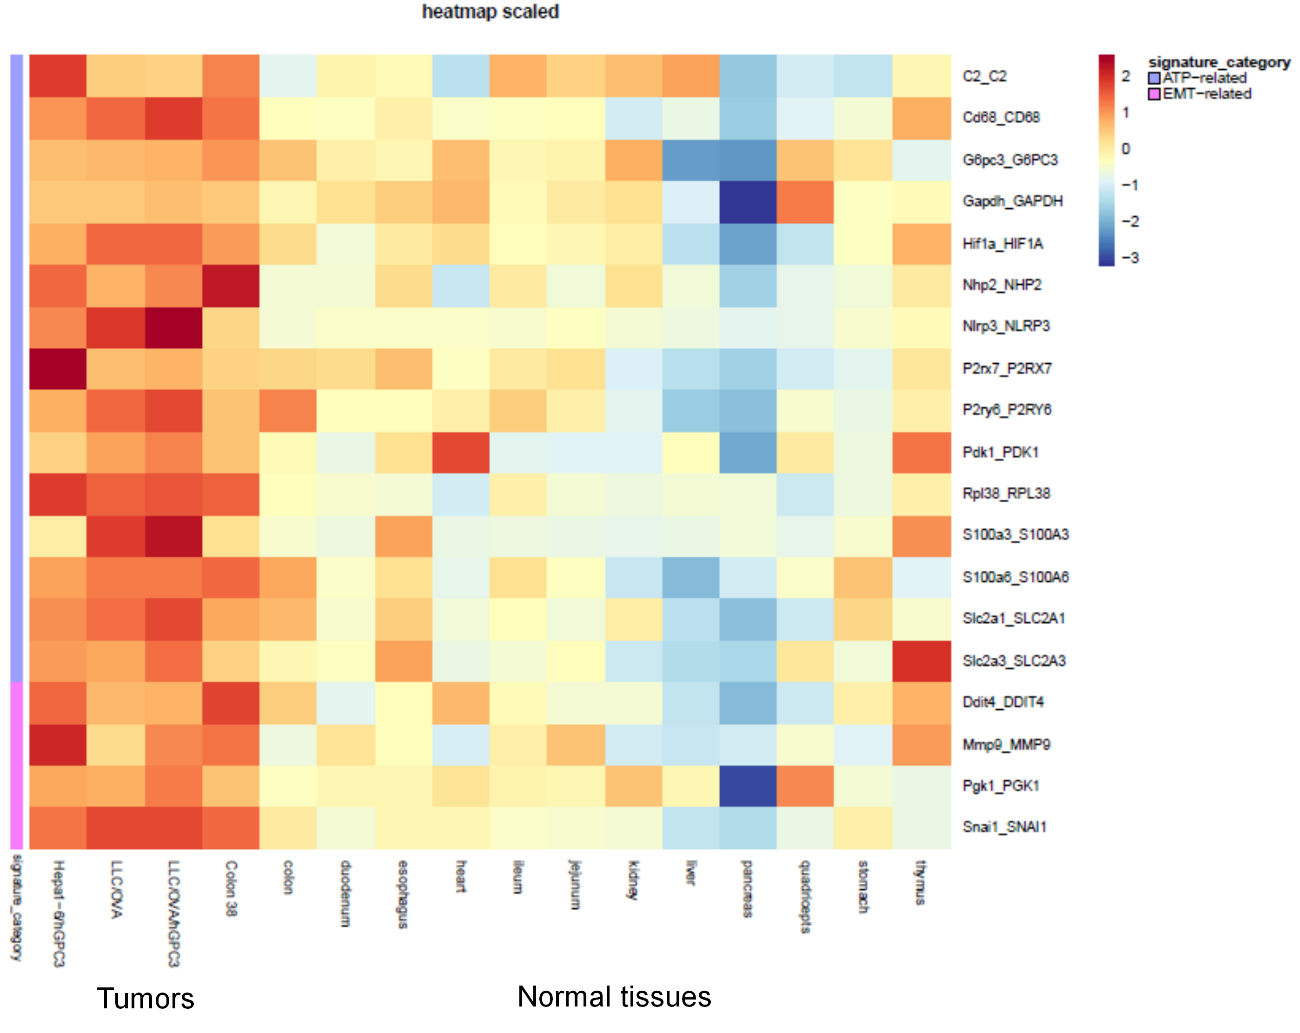 heatmap scaled
signature_category
ATP-related
EMT-related
2
1
0
−1
−2
−3
C2_C2
Cd68_CD68
G6pc3_G6PC3
Gapdh_GAPDH
Hif1a_HIF1A
Nhp2_NHP2
Nlrp3_NLRP3
P2rx7_P2RX7
P2ry6_P2RY6
Pdk1_PDK1
Rpl38_RPL38
S100a3_S100A3
S100a6_S100A6
Slc2a1_SLC2A1
Slc2a3_SLC2A3
Ddit4_DDIT4
Mmp9_MMP9
Pgk1_PGK1
Snai1_SNAI1
signature_category
Hepa1-6/hGPC3
LLC/OVA
LLC/OVA/hGPC3
Colon 38
colon
duodenum
esophagus
heart
ileum
jejunum
kidney
liver
pancreas
quadricepts
stomach
thymus
Tumors
Normal tissues